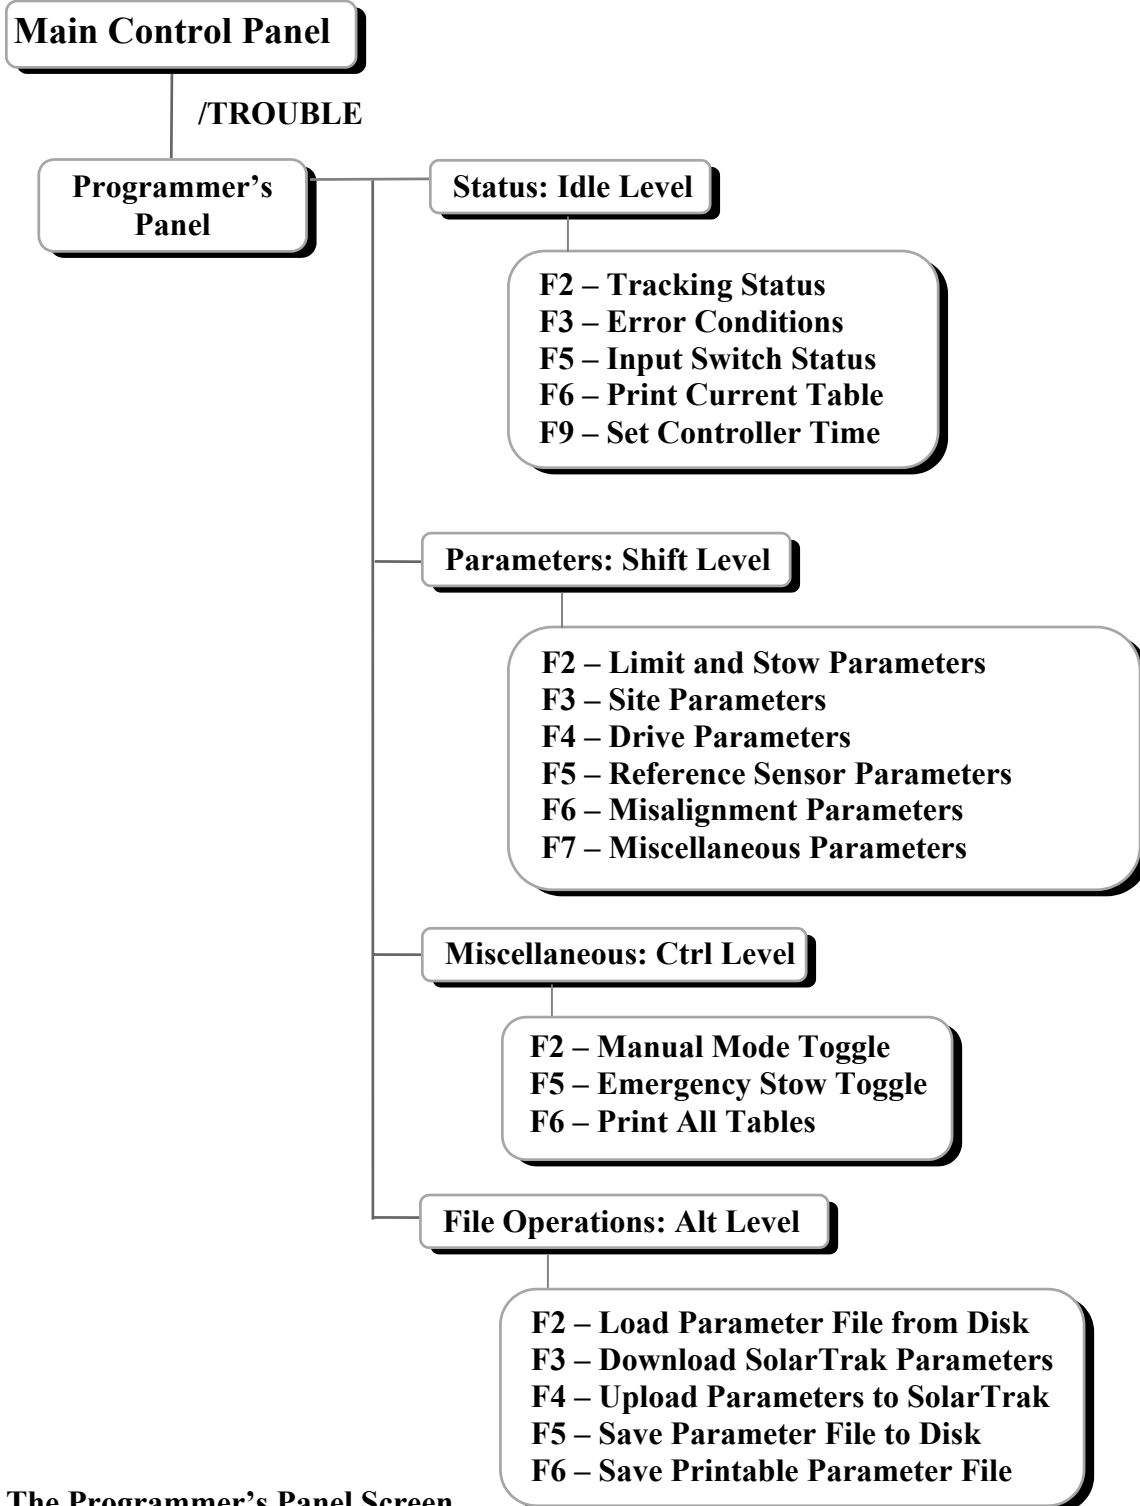 Main Control Panel
/TROUBLE
Programmer’s
Panel
Status: Idle Level
F2 – Tracking Status
F3 – Error Conditions
F5 – Input Switch Status
F6 – Print Current Table
F9 – Set Controller Time
Parameters: Shift Level
F2 – Limit and Stow Parameters
F3 – Site Parameters
F4 – Drive Parameters
F5 – Reference Sensor Parameters
F6 – Misalignment Parameters
F7 – Miscellaneous Parameters
Miscellaneous: Ctrl Level
F2 – Manual Mode Toggle
F5 – Emergency Stow Toggle
F6 – Print All Tables
File Operations: Alt Level
F2 – Load Parameter File from Disk
F3 – Download SolarTrak Parameters
F4 – Upload Parameters to SolarTrak
F5 – Save Parameter File to Disk
F6 – Save Printable Parameter File
The Programmer’s Panel Screen